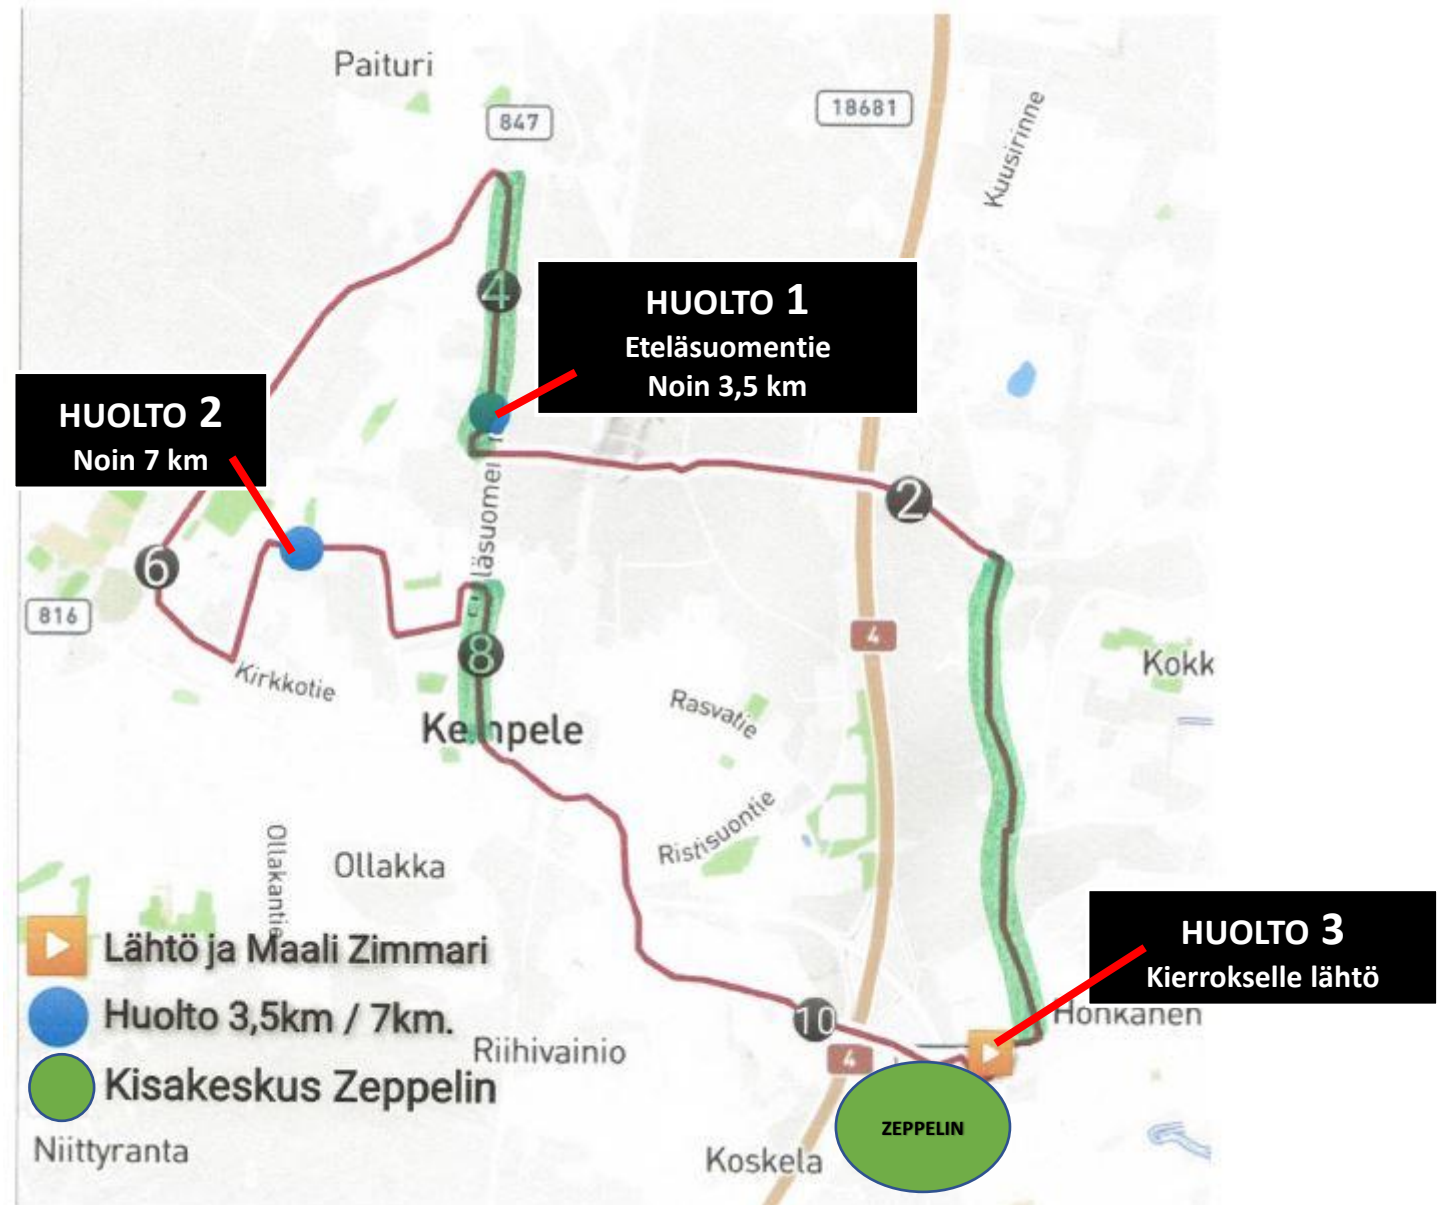 Paituri
847
18681
Kuusirinne
4
HUOLTO 1
Eteläsuomentie
Noin 3,5 km
HUOLTO 2
Noin 7 km
2
6
816
4
Kokk
Kirkkotie
8
Rasvatie
Kempele
Ristisuontie
Ollakantie
Ollakka
HUOLTO 3
Kierrokselle lähtö
Lähtö ja Maali Zimmari
Huolto 3,5km / 7km.
Kisakeskus Zeppelin
10
4
Honkanen
Riihivainio
ZEPPELIN
Niittyranta
Koskela